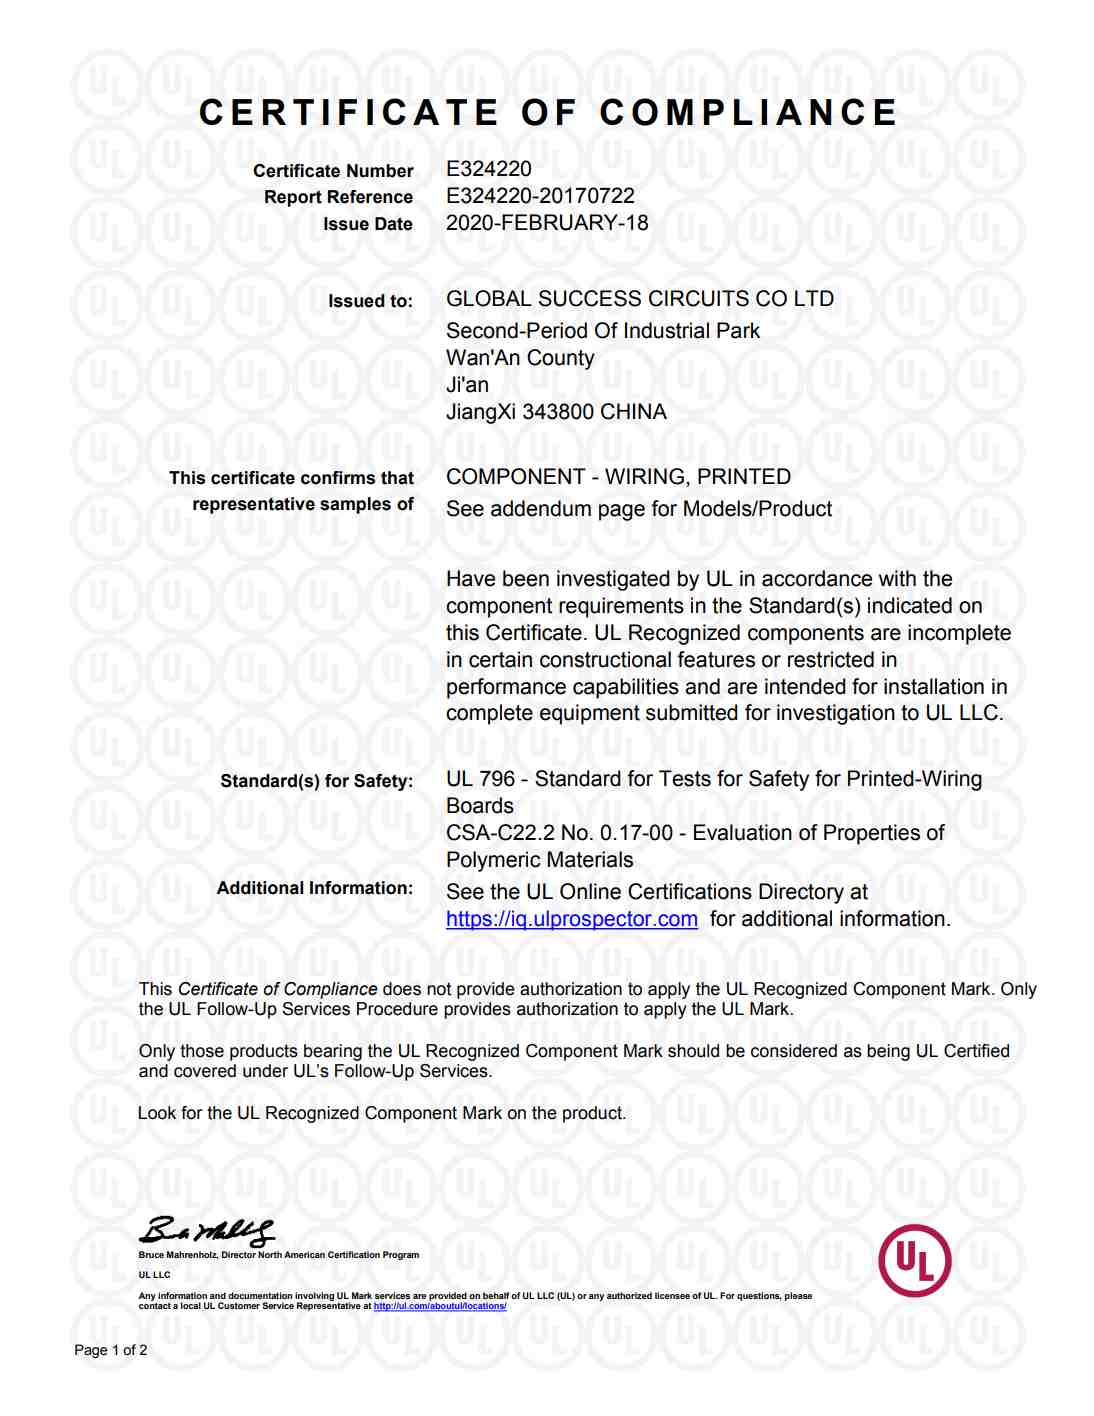 CERTIFICATE OF COMPLIANCE
Certificate Number E324220
Report Reference E324220-20170722
Issue Date 2020-FEBRUARY-18
Issued to: GLOBAL SUCCESS CIRCUITS CO LTD
Second-Period Of Industrial Park
Wan'An County
Ji'an
JiangXi 343800 CHINA
This certificate confirms that COMPONENT - WIRING, PRINTED
representative samples of See addendum page for Models/Product
Have been investigated by UL in accordance with the
component requirements in the Standard(s) indicated on
this Certificate. UL Recognized components are incomplete
in certain constructional features or restricted in
performance capabilities and are intended for installation in
complete equipment submitted for investigation to UL LLC.
Standard(s) for Safety: UL 796 - Standard for Tests for Safety for Printed-Wiring
Boards
CSA-C22.2 No. 0.17-00 - Evaluation of Properties of
Polymeric Materials
Additional Information: See the UL Online Certifications Directory at
https://iq.ulprospector.com for additional information.
This Certificate of Compliance does not provide authorization to apply the UL Recognized Component Mark. Only
the UL Follow-Up Services Procedure provides authorization to apply the UL Mark.
Only those products bearing the UL Recognized Component Mark should be considered as being UL Certified
and covered under UL's Follow-Up Services.
Look for the UL Recognized Component Mark on the product.
Bruce Mahrenholz, Director North American Certification Program
UL LLC
Any information and documentation involving UL Mark services are provided on behalf of UL LLC (UL) or any authorized licensee of UL. For questions, please
contact a local UL Customer Service Representative at http://ul.com/aboutul/locations/
UL
Page 1 of 2